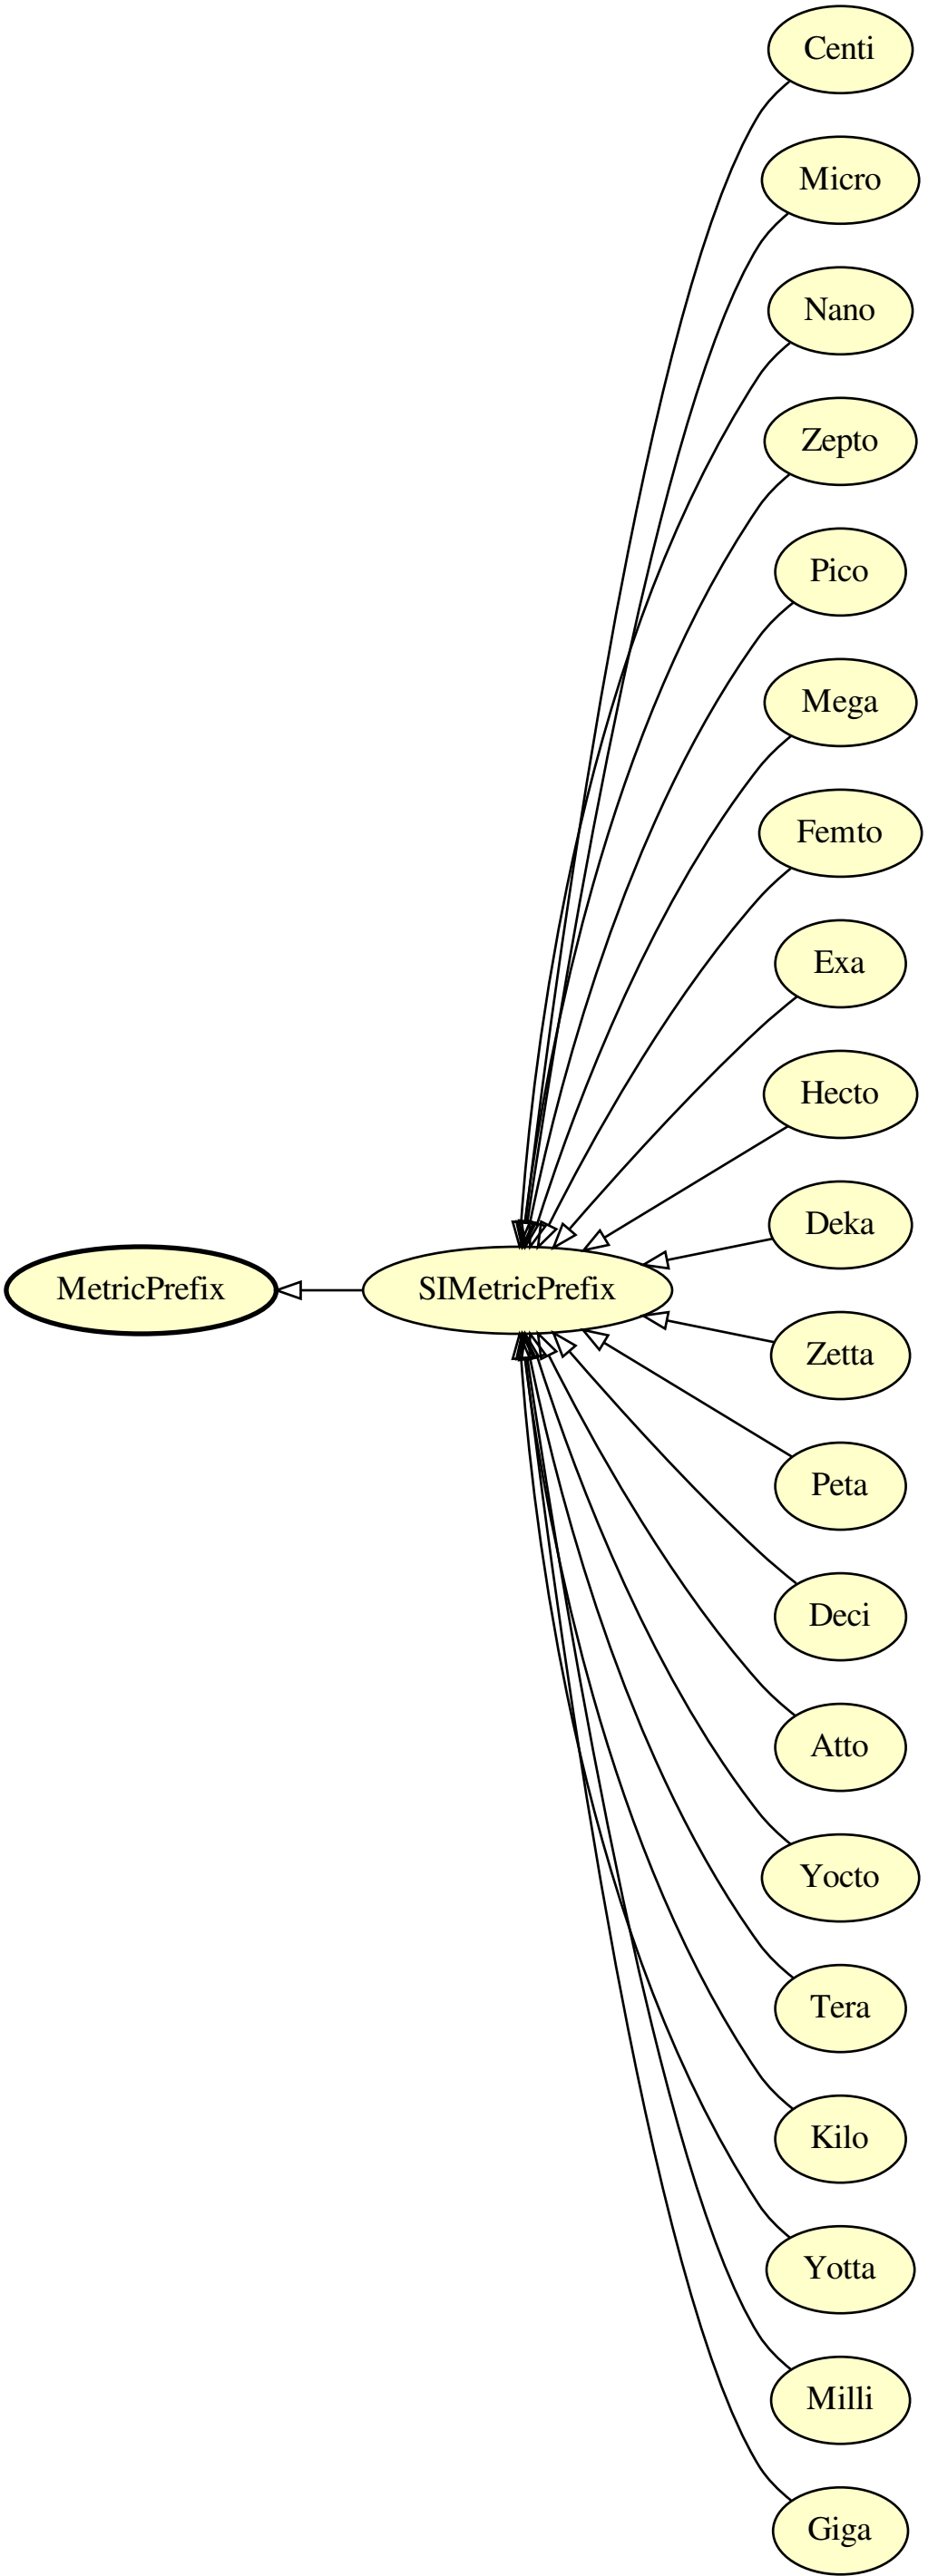 Centi
Micro
Nano
Zepto
Pico
Mega
Femto
Exa
Hecto
Deka
MetricPrefix
SIMetricPrefix
Zetta
Peta
Deci
Atto
Yocto
Tera
Kilo
Yotta
Milli
Giga